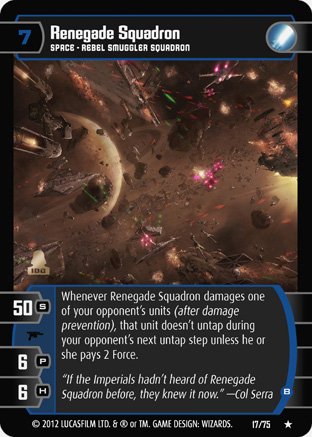 7
Renegade Squadron
SPACE - REBEL SMUGGLER SQUADRON
IDC
50 S
6 P
6 H
Whenever Renegade Squadron damages one
of your opponent's units (after damage
prevention), that unit doesn't untap during
your opponent's next untap step unless he or
she pays 2 Force.
"If the Imperials hadn't heard of Renegade
Squadron before, they knew it now." —Col Serra
B
© 2012 LUCASFILM LTD. & ® or TM. GAME DESIGN: WIZARDS.
17/75